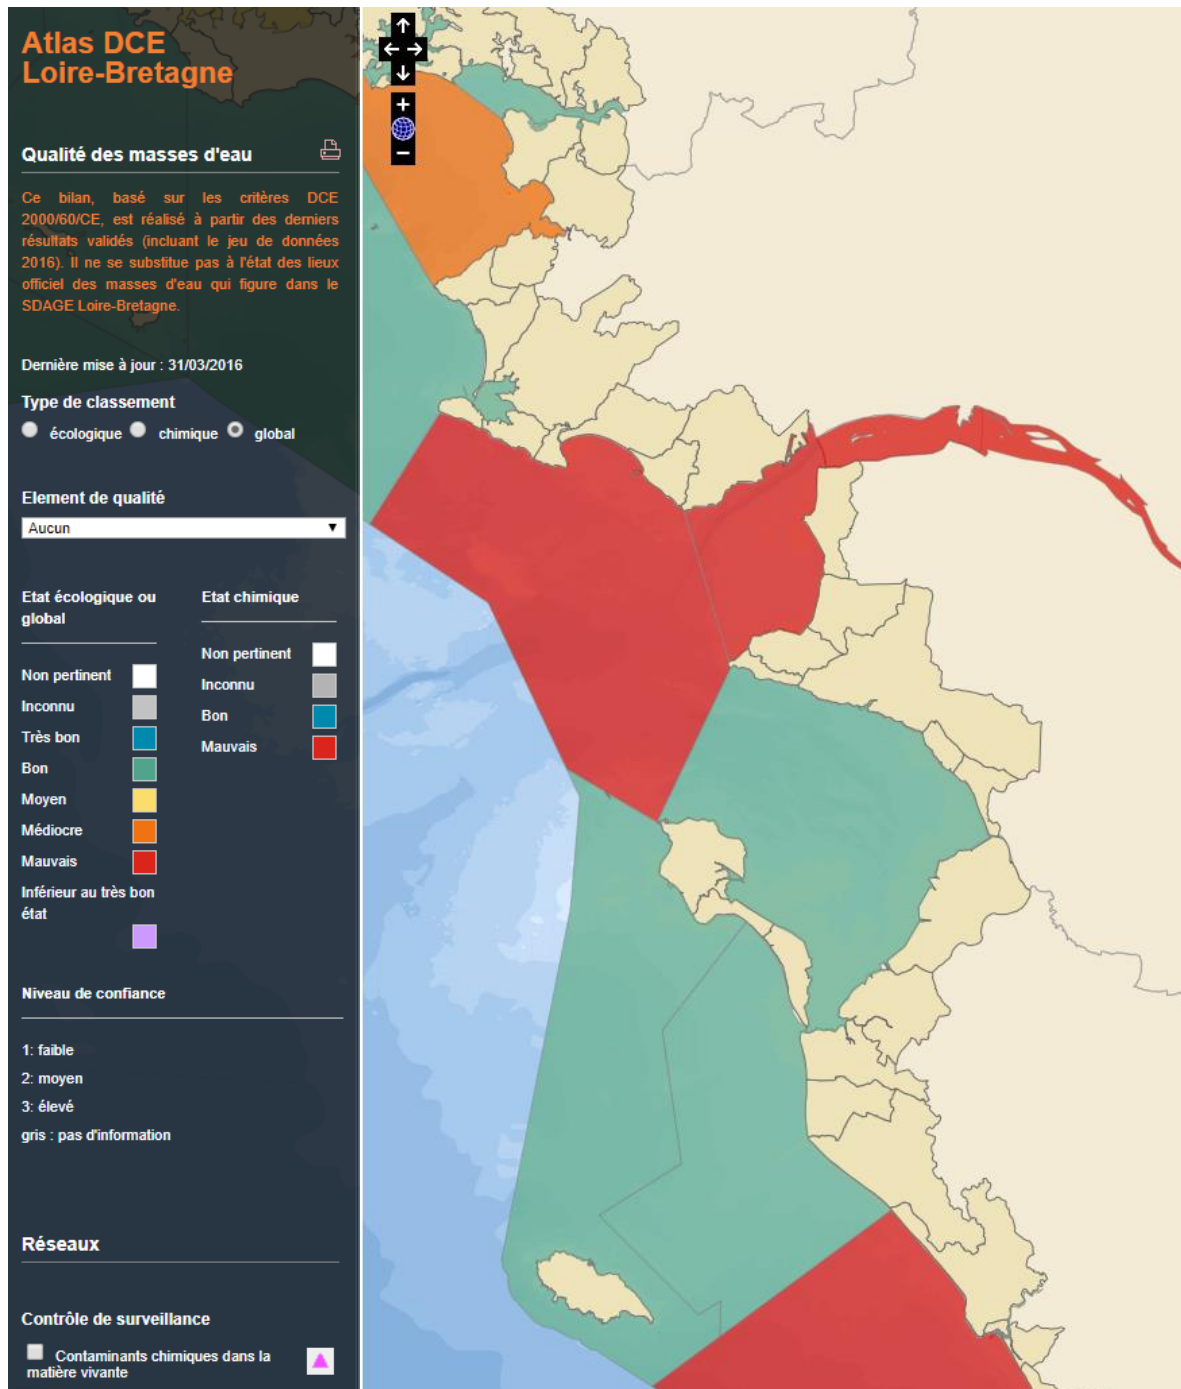 Atlas DCE
Loire-Bretagne
Qualité des masses d'eau
Ce bilan, basé sur les critères DCE
2000/60/CE, est réalisé à partir des derniers
résultats validés (incluant le jeu de données
2016). Il ne se substitue pas à l'état des lieux
officiel des masses d'eau qui figure dans le
SDAGE Loire-Bretagne.
Dernière mise à jour : 31/03/2016
Type de classement
écologique chimique global
Element de qualité
Aucun
Etat écologique ou
global
Non pertinent
Inconnu
Très bon
Bon
Moyen
Médiocre
Mauvais
Inférieur au très bon
état
Etat chimique
Non pertinent
Inconnu
Bon
Mauvais
Niveau de confiance
1: faible
2: moyen
3: élevé
gris : pas d'information
Réseaux
Contrôle de surveillance
Contaminants chimiques dans la
matière vivante